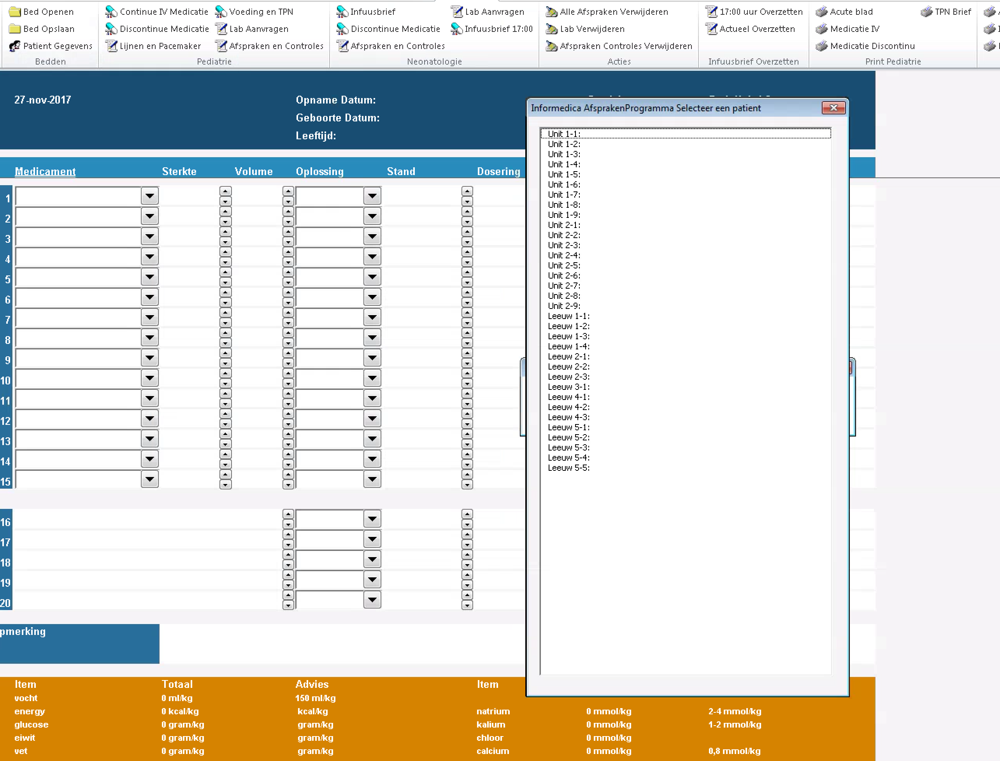 Bed Openen
Bed Opslaan
Patient Gegevens
Bedden
Continue IV Medicatie
Discontinue Medicatie
Lijnen en Pacemaker
Voeding en TPN
Lab Aanvragen
Afspraken en Controles
Pediatrie
Infuusbrief
Discontinue Medicatie
Afspraken en Controles
Lab Aanvragen
Infuusbrief 17:00
Neonatologie
Alle Afspraken Verwijderen
Lab Verwijderen
Afspraken Controles Verwijderen
Acties
17:00 uur Overzetten
Actueel Overzetten
Infuusbrief Overzetten
Acute blad
Medicatie IV
Medicatie Discontinu
TPN Brief
Print Pediatrie
27-nov-2017
Opname Datum:
Geboorte Datum:
Leeftijd:
Medicament Sterkte Volume Oplossing Stand Dosering
1
2
3
4
5
6
7
8
9
10
11
12
13
14
15
16
17
18
19
20
pmerking
Informedica AfsprakenProgramma Selecteer een patient
Unit 1-1:
Unit 1-2:
Unit 1-3:
Unit 1-4:
Unit 1-5:
Unit 1-6:
Unit 1-7:
Unit 1-8:
Unit 1-9:
Unit 2-1:
Unit 2-2:
Unit 2-3:
Unit 2-4:
Unit 2-5:
Unit 2-6:
Unit 2-7:
Unit 2-8:
Unit 2-9:
Leeuw 1-1:
Leeuw 1-2:
Leeuw 1-3:
Leeuw 1-4:
Leeuw 2-1:
Leeuw 2-2:
Leeuw 2-3:
Leeuw 3-1:
Leeuw 4-1:
Leeuw 4-2:
Leeuw 4-3:
Leeuw 5-1:
Leeuw 5-2:
Leeuw 5-3:
Leeuw 5-4:
Leeuw 5-5:
Item Totaal Advies Item
vocht 0 ml/kg 150 ml/kg
energy 0 kcal/kg kcal/kg natrium 0 mmol/kg 2-4 mmol/kg
glucose 0 gram/kg gram/kg kalium 0 mmol/kg 1-2 mmol/kg
eiwit 0 gram/kg gram/kg chloor 0 mmol/kg
vet 0 gram/kg gram/kg calcium 0 mmol/kg 0,8 mmol/kg